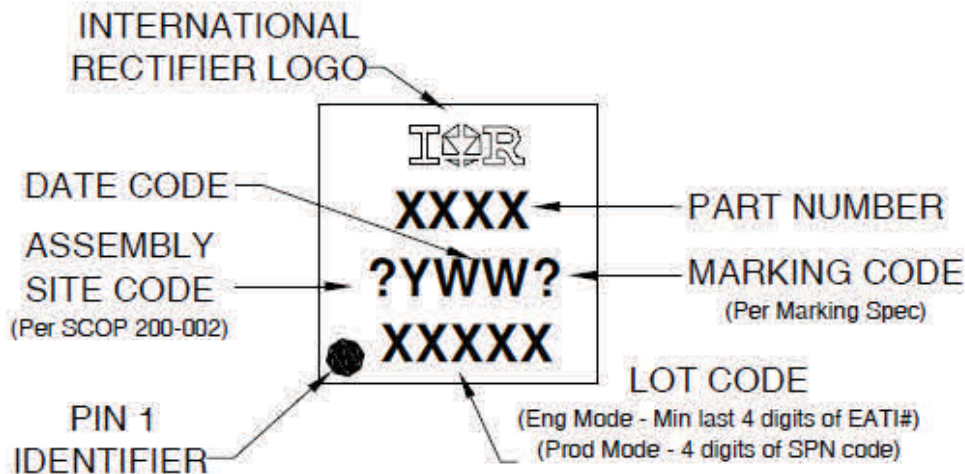 INTERNATIONAL
RECTIFIER LOGO
IOR
DATE CODE
XXXX
PART NUMBER
ASSEMBLY
SITE CODE
(Per SCOP 200-002)
?YWW?
MARKING CODE
(Per Marking Spec)
XXXXX
PIN 1
IDENTIFIER
LOT CODE
(Eng Mode - Min last 4 digits of EATI#)
(Prod Mode - 4 digits of SPN code)